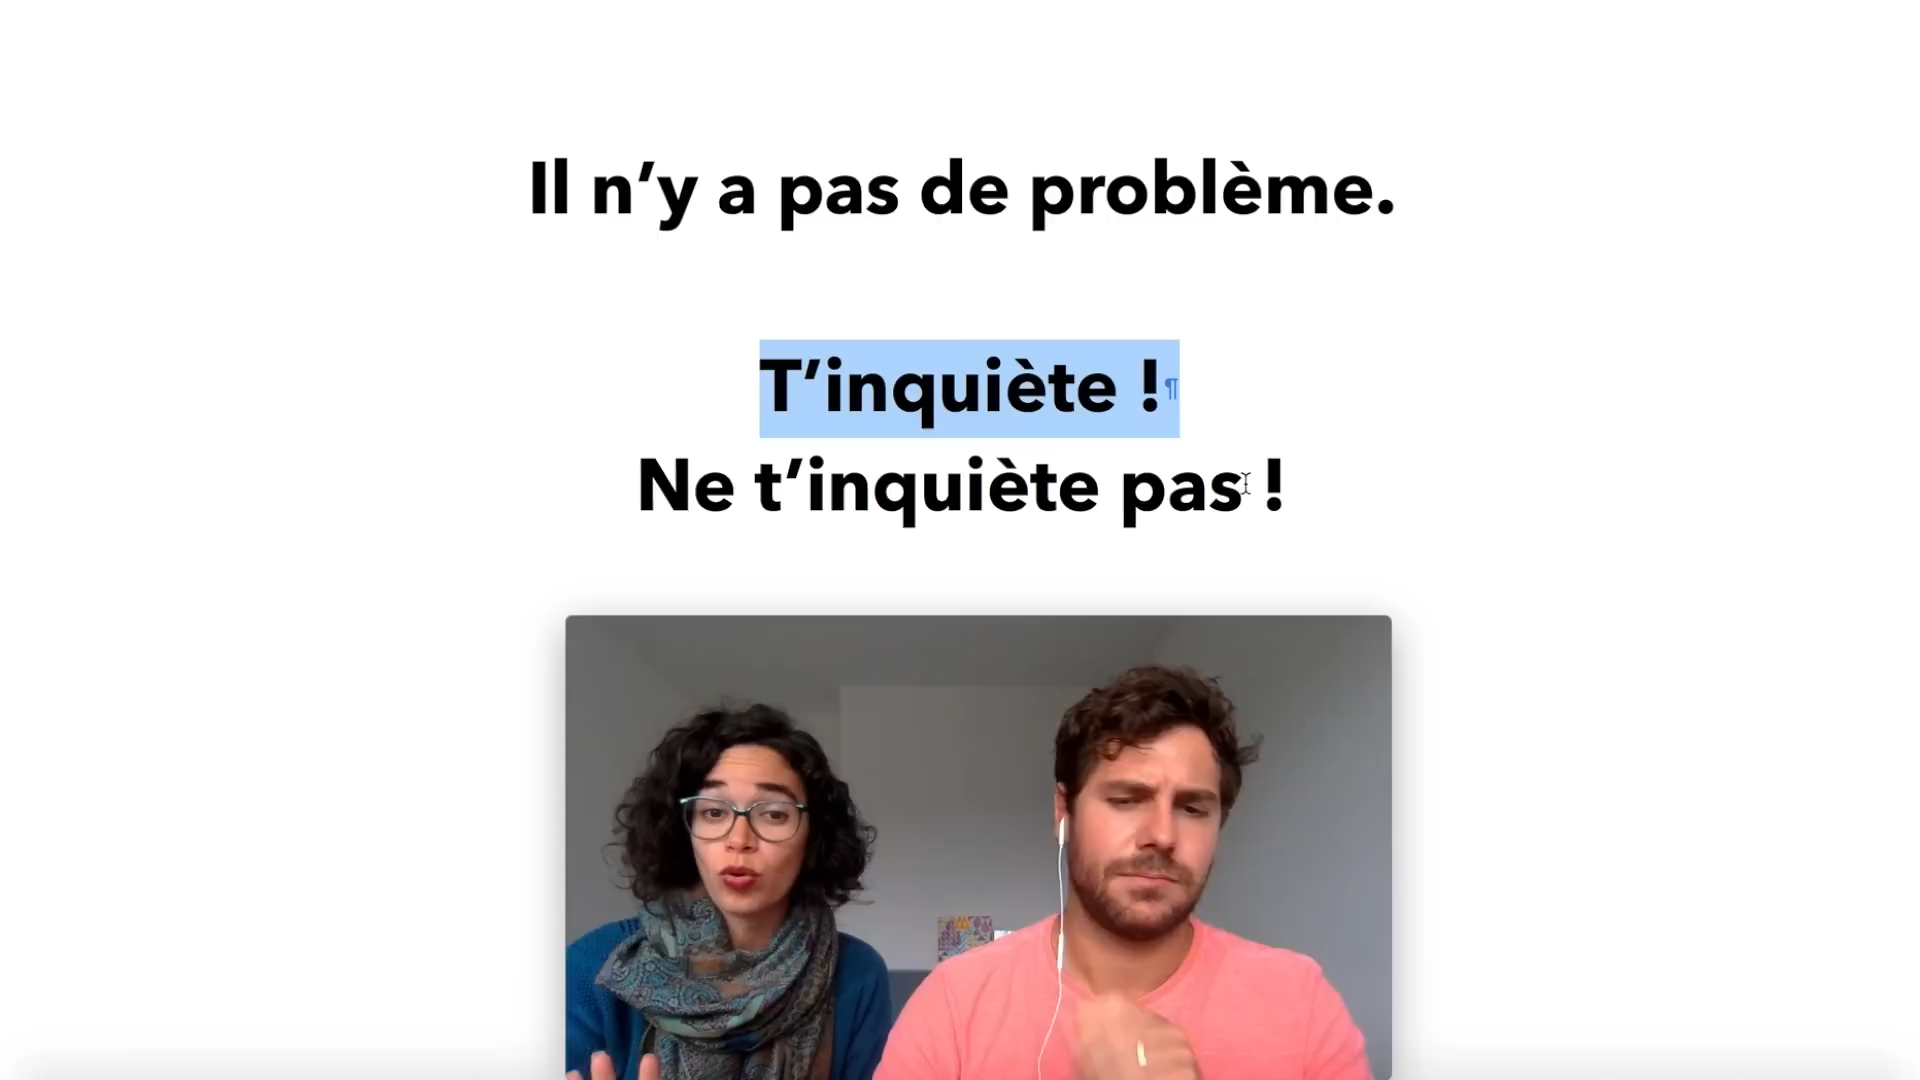 Il n’y a pas de problème.
T’inquiète !¶
Ne t’inquiète pas !